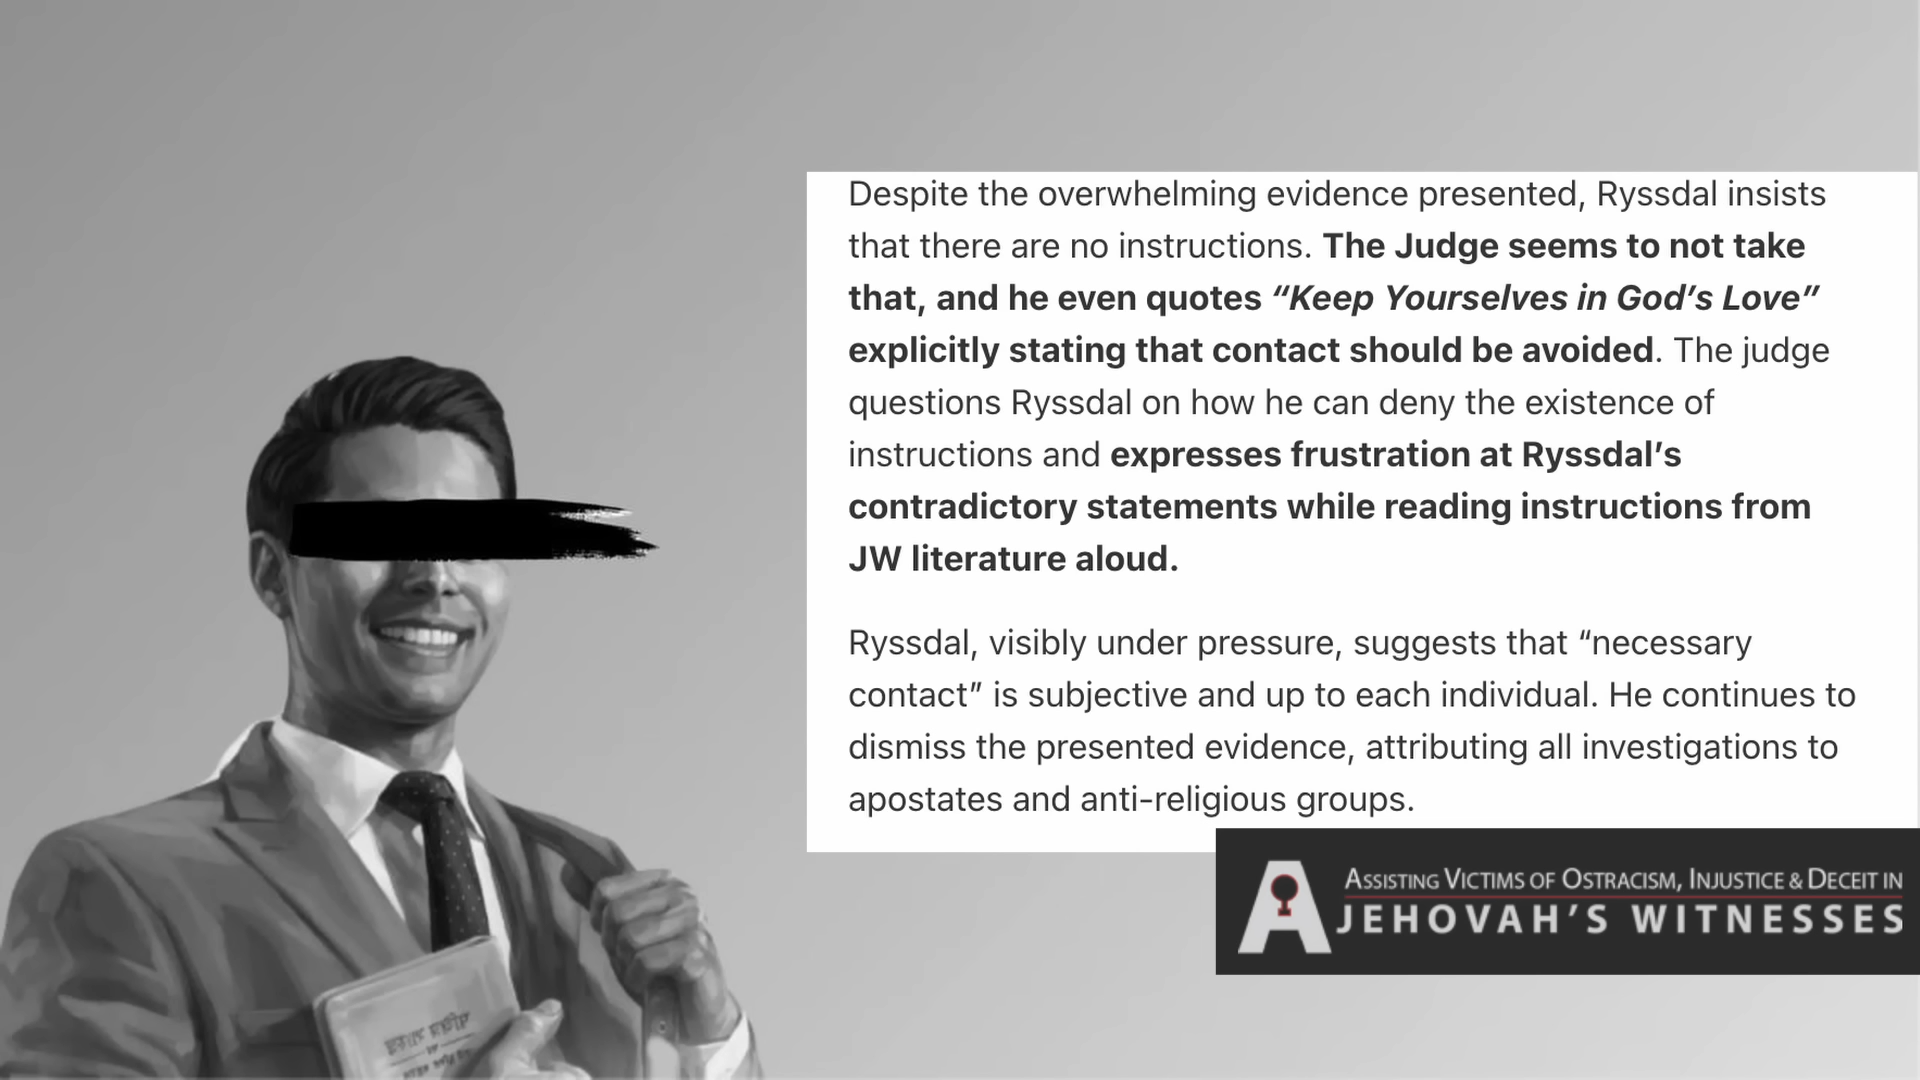 Despite the overwhelming evidence presented, Ryssdal insists
that there are no instructions. The Judge seems to not take
that, and he even quotes “Keep Yourselves in God’s Love”
explicitly stating that contact should be avoided. The judge
questions Ryssdal on how he can deny the existence of
instructions and expresses frustration at Ryssdal’s
contradictory statements while reading instructions from
JW literature aloud.
Ryssdal, visibly under pressure, suggests that “necessary
contact” is subjective and up to each individual. He continues to
dismiss the presented evidence, attributing all investigations to
apostates and anti-religious groups.
ASSISTING VICTIMS OF OSTRACISM, INJUSTICE & DECEIT IN
JEHOVAH’S WITNESSES